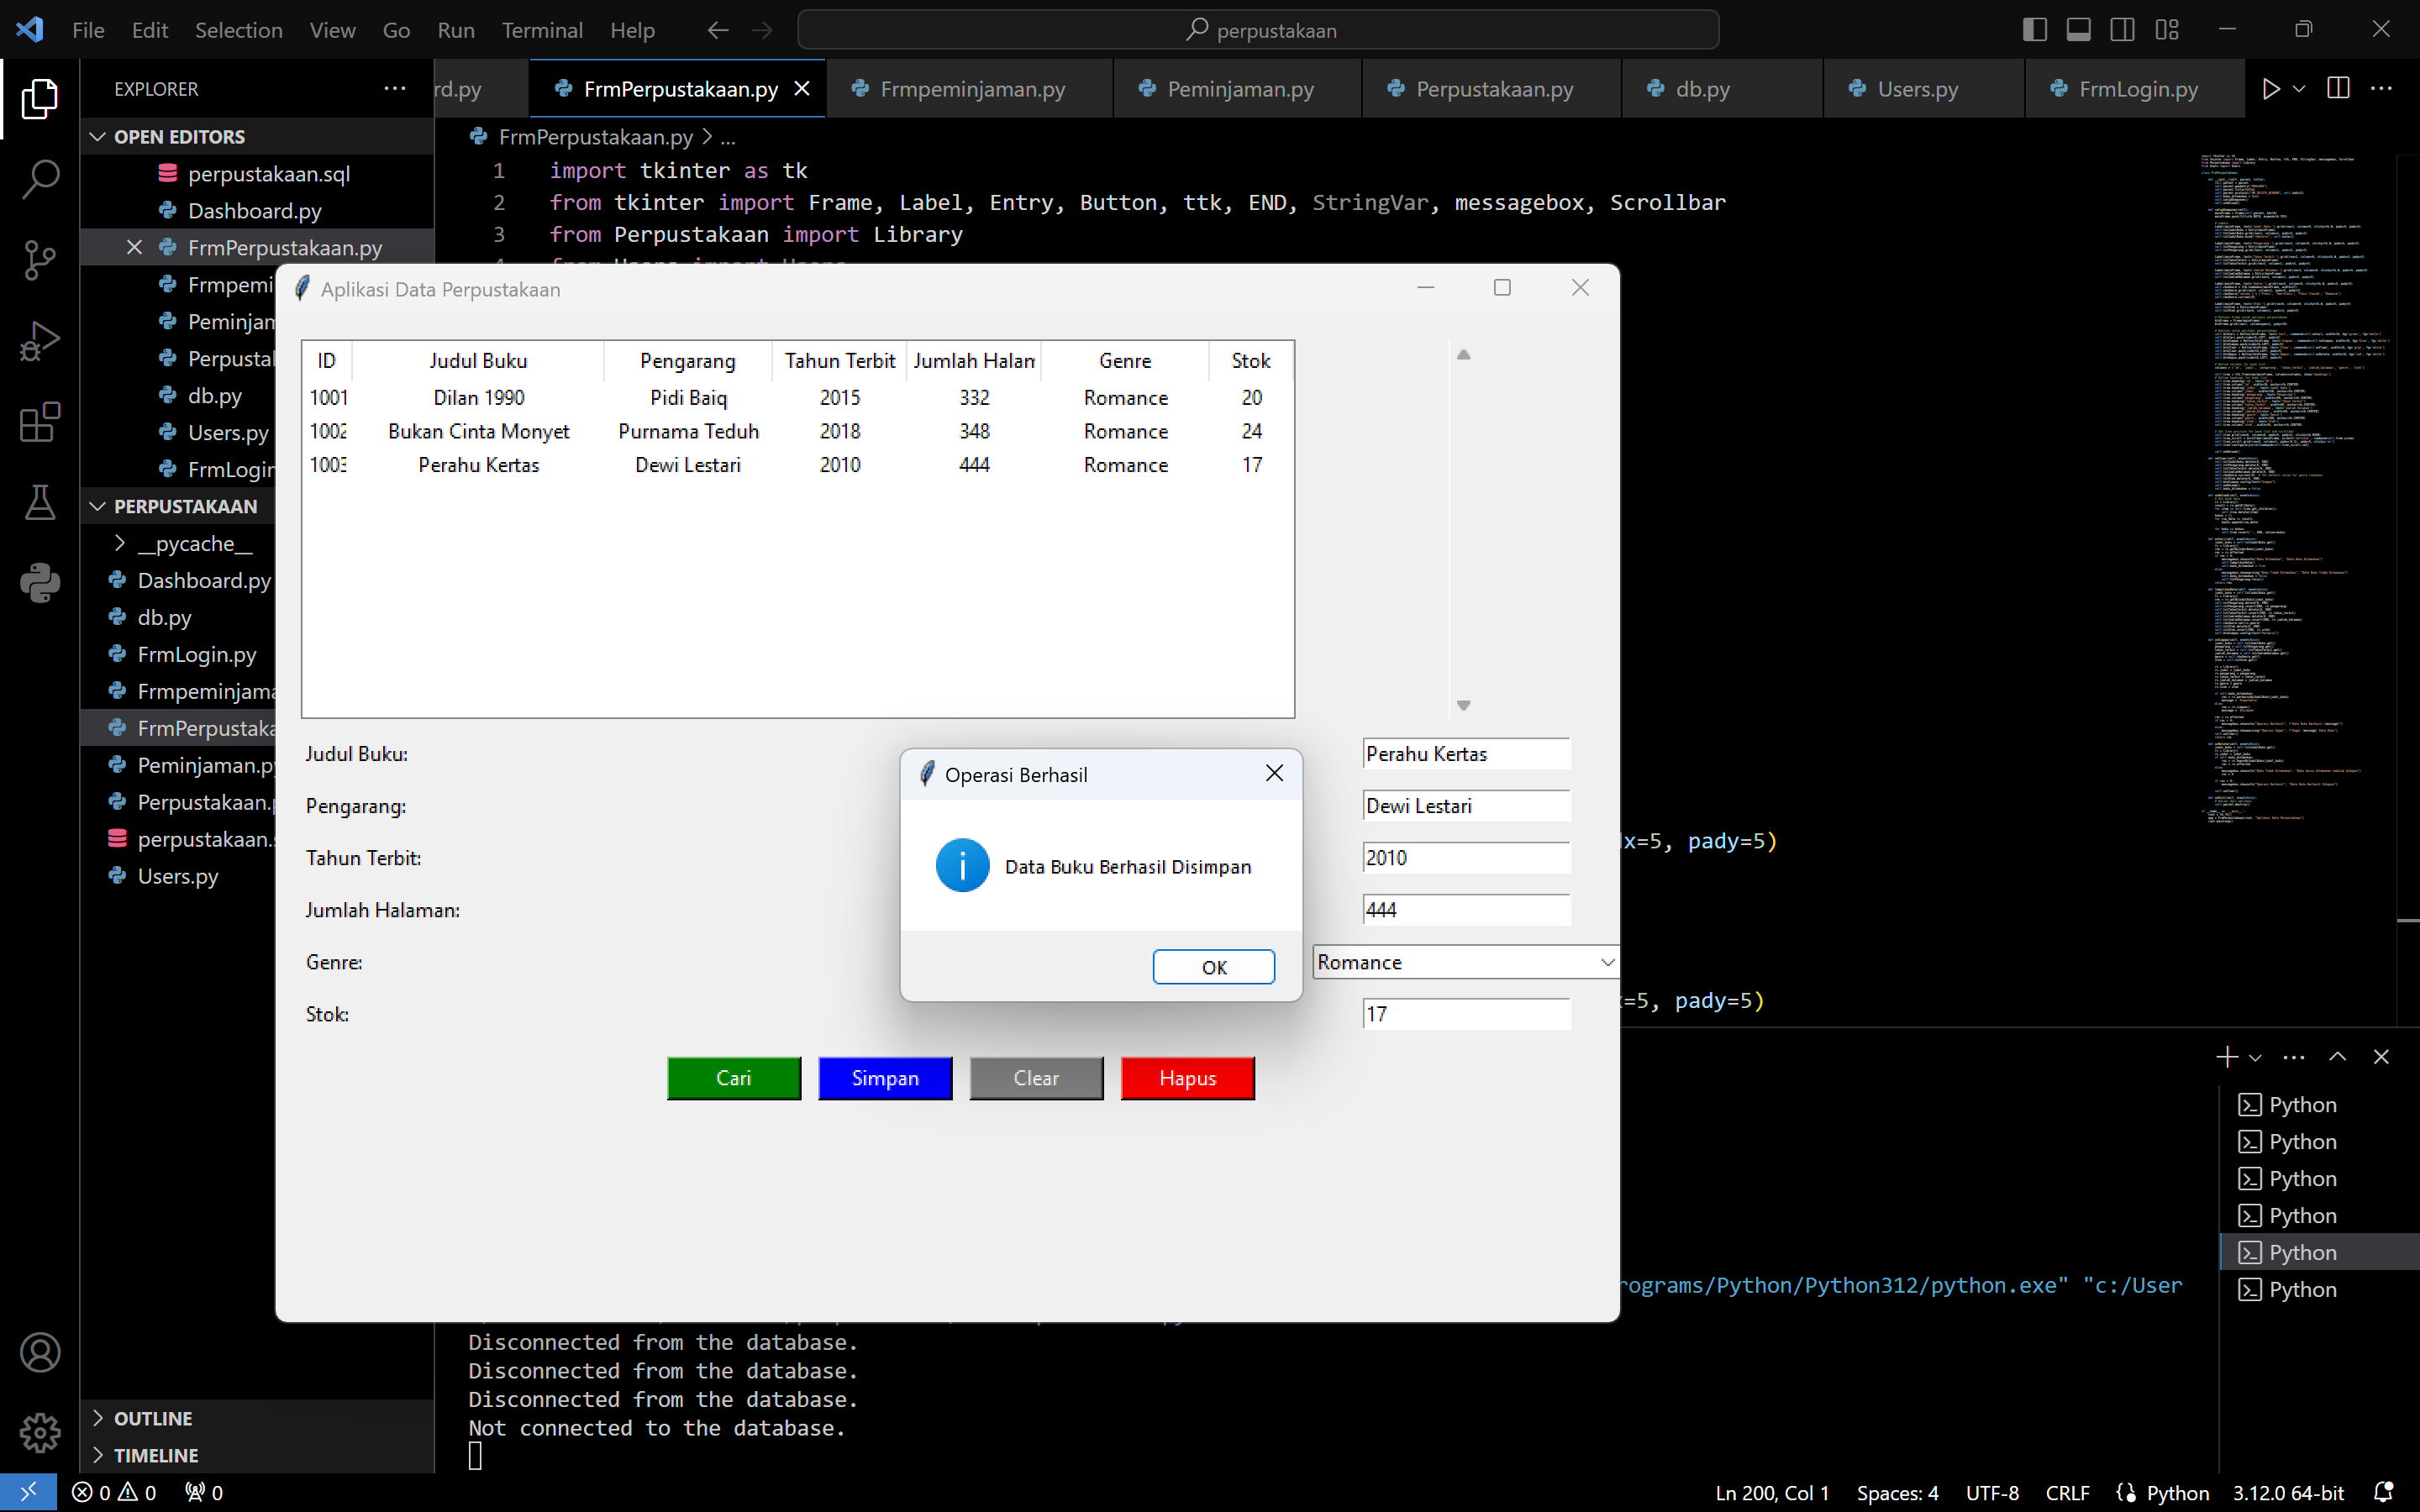 File Edit Selection View Go Run Terminal Help perpustakaan
EXPLORER
rd.py FrmPerpustakaan.py Frmpeminjaman.py Peminjaman.py Perpustakaan.py db.py Users.py FrmLogin.py
OPEN EDITORS
perpustakaan.sql
Dashboard.py
FrmPerpustakaan.py
Frmpemi
Peminjam
Perpustal
db.py
Users.py
FrmLogin
PERPUSTAKAAN
__pycache__
Dashboard.py
db.py
FrmLogin.py
Frmpeminjama
FrmPerpustaka
Peminjaman.py
Perpustakaan.p
perpustakaan.s
Users.py
OUTLINE
TIMELINE
FrmPerpustakaan.py > ...
1 import tkinter as tk
2 from tkinter import Frame, Label, Entry, Button, ttk, END, StringVar, messagebox, Scrollbar
3 from Perpustakaan import Library
Aplikasi Data Perpustakaan
ID Judul Buku Pengarang Tahun Terbit Jumlah Halam Genre Stok
1001 Dilan 1990 Pidi Baiq 2015 332 Romance 20
1002 Bukan Cinta Monyet Purnama Teduh 2018 348 Romance 24
1003 Perahu Kertas Dewi Lestari 2010 444 Romance 17
Judul Buku: Perahu Kertas
Pengarang: Dewi Lestari
Tahun Terbit: 2010
Jumlah Halaman: 444
Genre: Romance
Stok: 17
Operasi Berhasil
Data Buku Berhasil Disimpan
OK
Cari Simpan Clear Hapus
x=5, pady=5)
=5, pady=5)
rograms/Python/Python312/python.exe" "c:/User
Disconnected from the database.
Disconnected from the database.
Disconnected from the database.
Not connected to the database.
Python
Python
Python
Python
Python
Python
0 0 0 Ln 200, Col 1 Spaces: 4 UTF-8 CRLF Python 3.12.0 64-bit